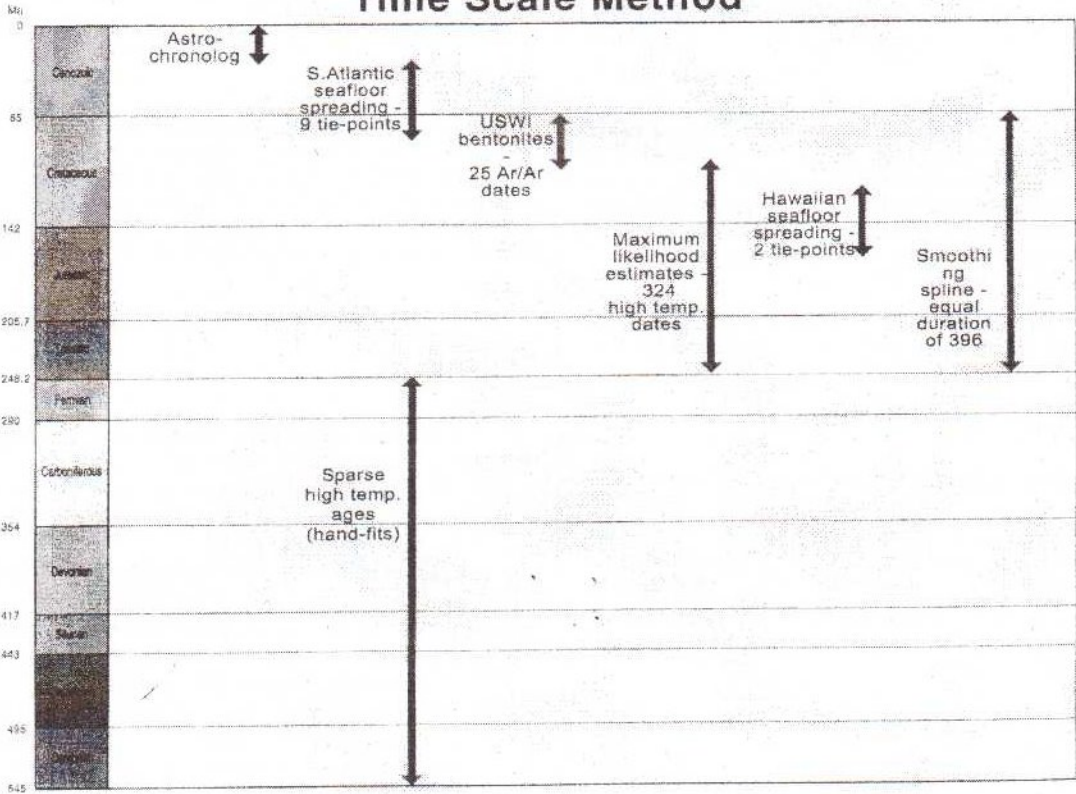 Time Scale Method
Ma
0
65
142
205.7
248.2
290
354
417
443
495
545
Cenozoic
Cretaceous
Jurassic
Permian
Carboniferous
Devonian
Silurian
Astro-
chronolog
S.Atlantic
seafloor
spreading -
9 tie-points
USWI
bentonites
-
25 Ar/Ar
dates
Maximum
likelihood
estimates -
324
high temp.
dates
Hawaiian
seafloor
spreading -
2 tie-points
Smoothi
ng
spline -
equal
duration
of 396
Sparse
high temp.
ages
(hand-fits)